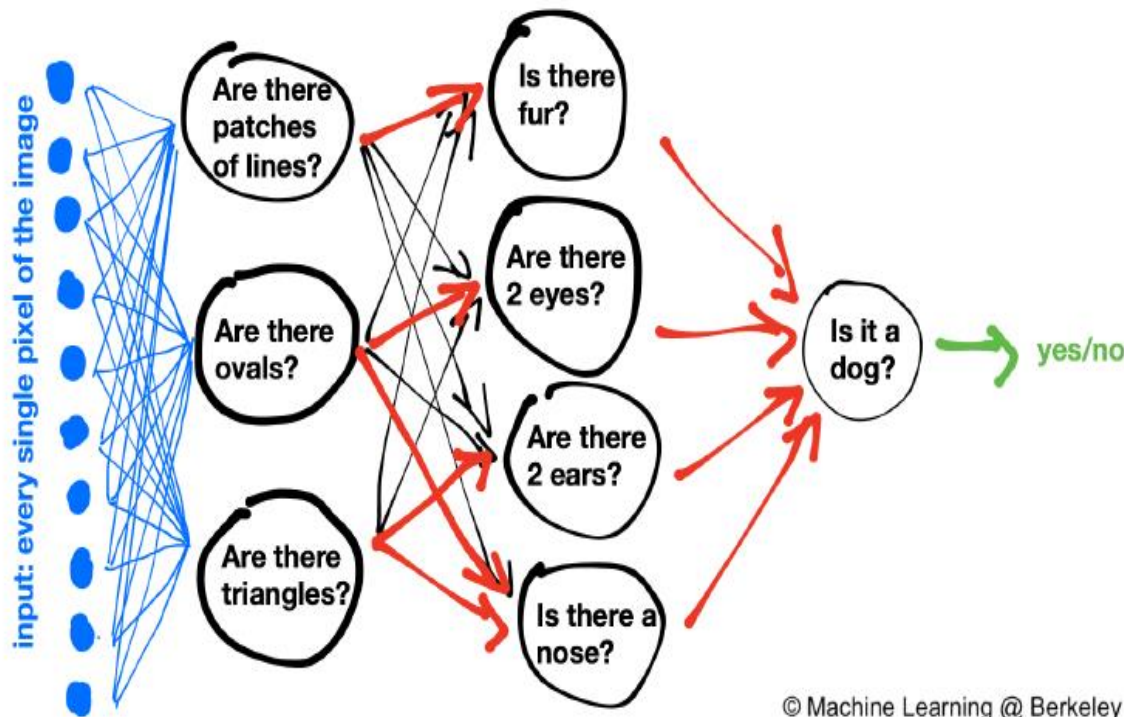 input: every single pixel of the image
Are there
patches
of lines?
Are there
ovals?
Are there
triangles?
Is there
fur?
Are there
2 eyes?
Are there
2 ears?
Is there a
nose?
Is it a
dog?
yes/no
© Machine Learning @ Berkeley